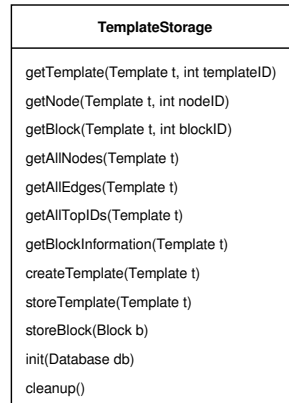 TemplateStorage
getTemplate(Template t, int templateID)
getNode(Template t, int nodeID)
getBlock(Template t, int blockID)
getAllNodes(Template t)
getAllEdges(Template t)
getAllTopIDs(Template t)
getBlockInformation(Template t)
createTemplate(Template t)
storeTemplate(Template t)
storeBlock(Block b)
init(Database db)
cleanup()